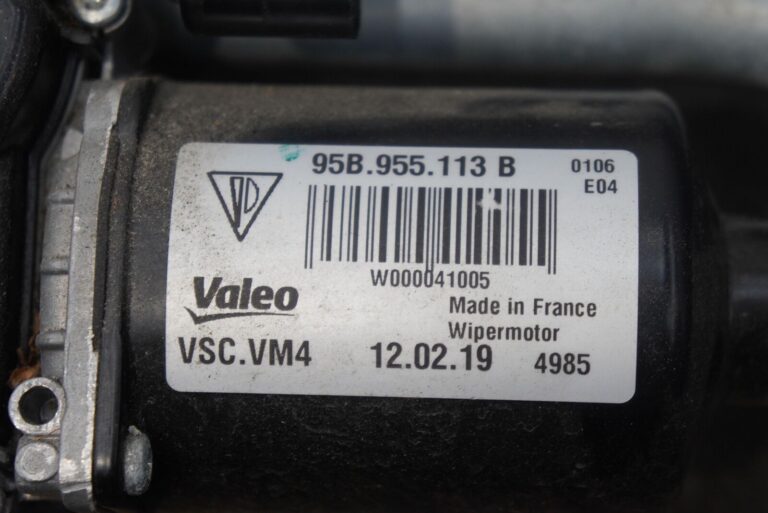 95B.955.113 B
0106
E04
W000041005
Valeo
Made in France
Wipermotor
VSC.VM4
12.02.19
4985